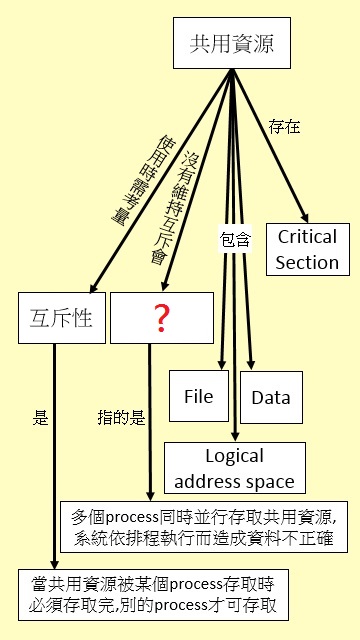 共用資源
存在
使用時需考量
沒有維持互斥會
包含
Critical
Section
互斥性
?
File
Data
是
指的是
Logical
address space
多個process同時並行存取共用資源,
系統依排程執行而造成資料不正確
當共用資源被某個process存取時
必須存取完,別的process才可存取